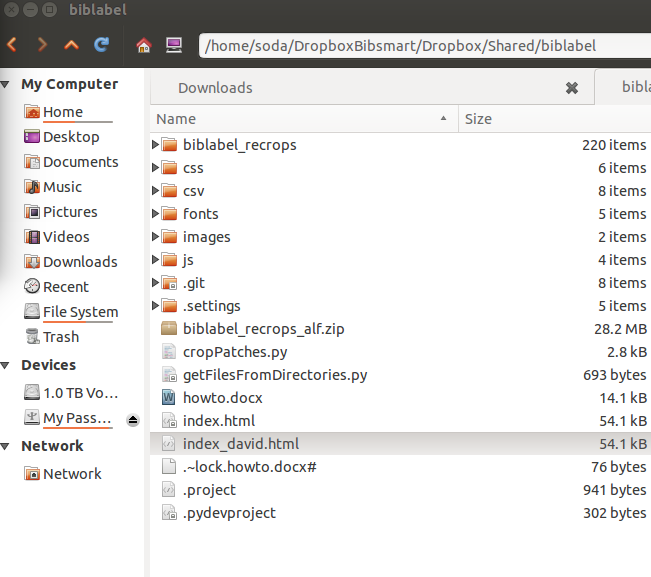 biblabel
/home/soda/DropboxBibsmart/Dropbox/Shared/biblabel
My Computer
Home
Desktop
Documents
Music
Pictures
Videos
Downloads
Recent
File System
Trash
Devices
1.0 TB Vo...
My Pass...
Network
Network
Downloads
bibl
Name Size
biblabel_recrops 220 items
css 6 items
csv 8 items
fonts 5 items
images 2 items
js 4 items
.git 8 items
.settings 5 items
biblabel_recrops_alf.zip 28.2 MB
cropPatches.py 2.8 kB
getFilesFromDirectories.py 693 bytes
howto.docx 14.1 kB
index.html 54.1 kB
index_david.html 54.1 kB
.~lock.howto.docx# 76 bytes
.project 941 bytes
.pydevproject 302 bytes